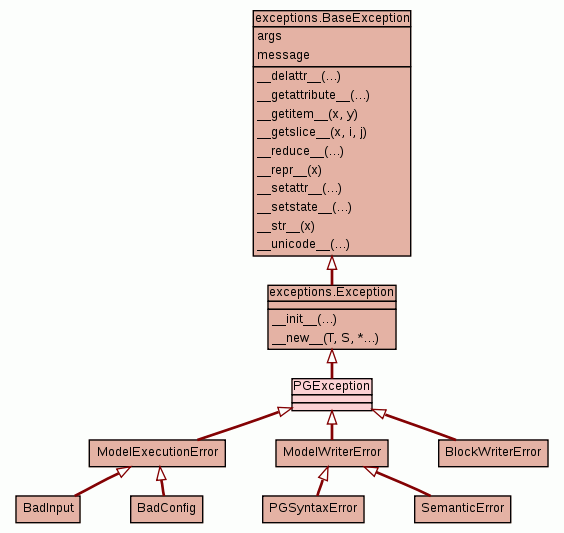 exceptions.BaseException
args
message
__delattr__(...)
__getattribute__(...)
__getitem__(x, y)
__getslice__(x, i, j)
__reduce__(...)
__repr__(x)
__setattr__(...)
__setstate__(...)
__str__(x)
__unicode__(...)
exceptions.Exception
__init__(...)
__new__(T, S, *...)
PGException
ModelExecutionError
ModelWriterError
BlockWriterError
BadInput
BadConfig
PGSyntaxError
SemanticError